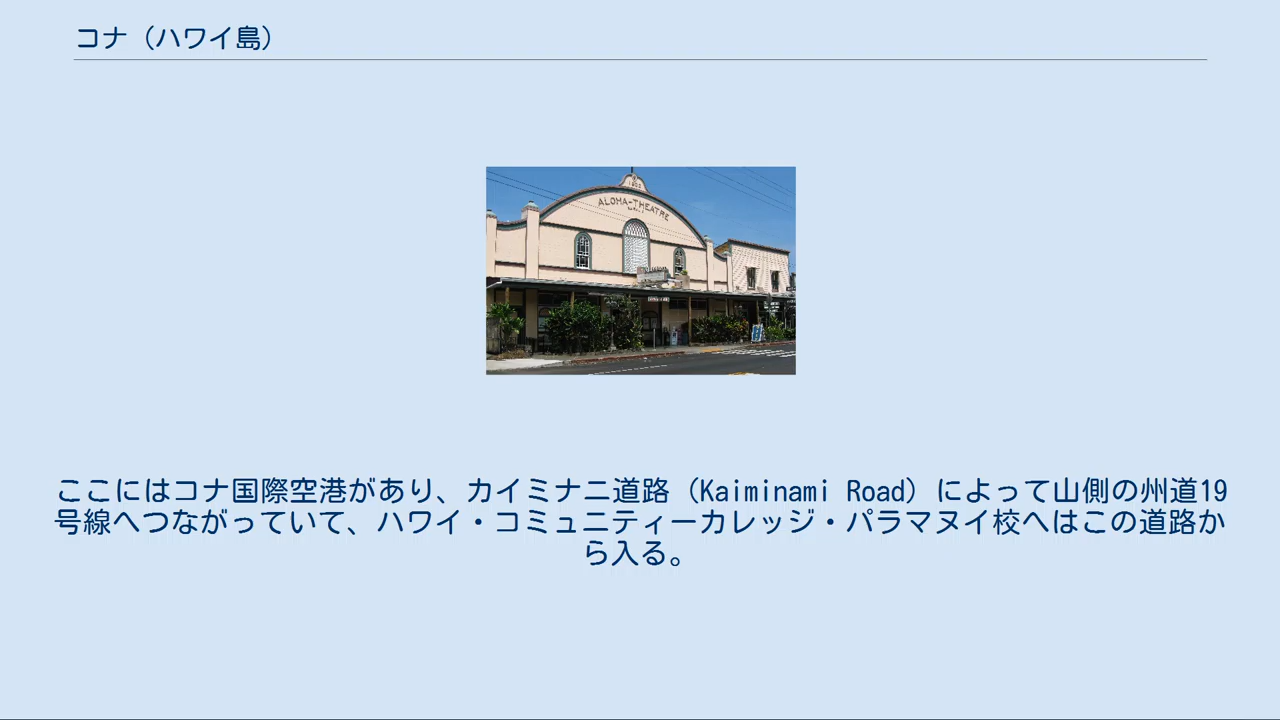 コナ（ハワイ島）
ALOHA-THEATRE
ここにはコナ国際空港があり、カイミナニ道路（Kaiminami Road）によって山側の州道19
号線へつながっていて、ハワイ・コミュニティーカレッジ・パラマヌイ校へはこの道路か
ら入る。